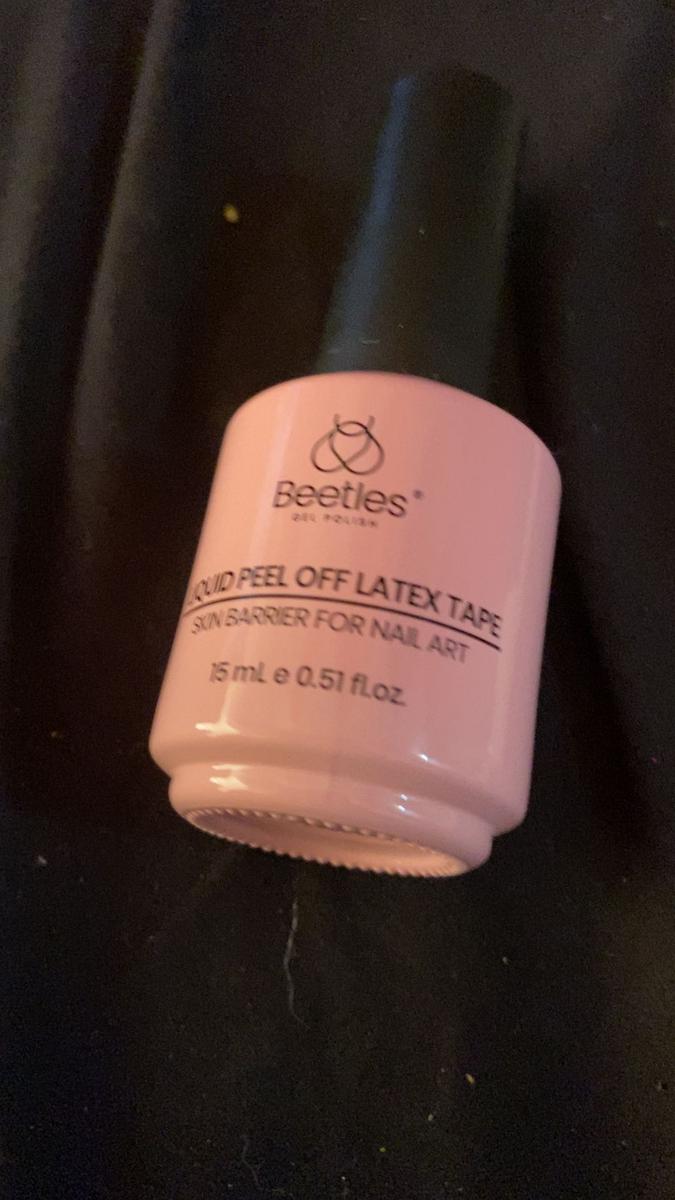 Beetles®
GEL POLISH
LIQUID PEEL OFF LATEX TAPE
SKIN BARRIER FOR NAIL ART
15 mL e 0.51 fl.oz.